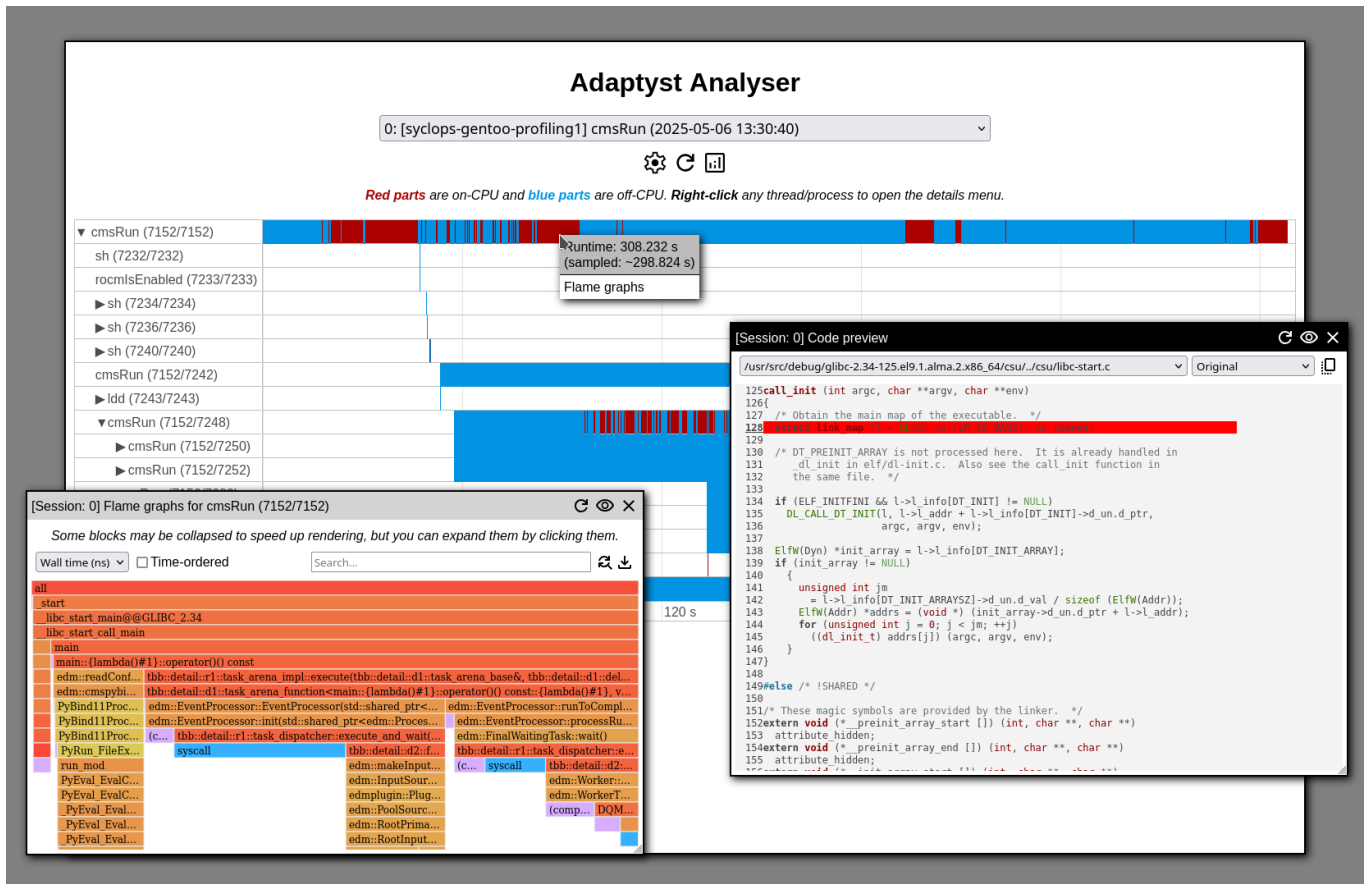 Adaptyst Analyser
0: [syclops-gentoo-profiling1] cmsRun (2025-05-06 13:30:40)
Red parts are on-CPU and blue parts are off-CPU. Right-click any thread/process to open the details menu.
▼ cmsRun (7152/7152)
sh (7232/7232)
rocmIsEnabled (7233/7233)
▶ sh (7234/7234)
▶ sh (7236/7236)
▶ sh (7240/7240)
cmsRun (7152/7242)
▶ ldd (7243/7243)
▼cmsRun (7152/7248)
▶ cmsRun (7152/7250)
▶ cmsRun (7152/7252)
120 s
Runtime: 308.232 s
(sampled: ~298.824 s)
Flame graphs
[Session: 0] Code preview
/usr/src/debug/glibc-2.34-125.el9.1.alma.2.x86_64/csu/../csu/libc-start.c
Original
125call_init (int argc, char **argv, char **env)
126{
127  /* Obtain the main map of the executable.  */
128  struct link_map
129
130  /* DT_PREINIT_ARRAY is not processed here.  It is already handled in
131     _dl_init in elf/dl-init.c.  Also see the call_init function in
132     the same file.  */
133
134  if (ELF_INITFINI && l->l_info[DT_INIT] != NULL)
135    DL_CALL_DT_INIT(l, l->l_addr + l->l_info[DT_INIT]->d_un.d_ptr,
136                    argc, argv, env);
137
138  ElfW(Dyn) *init_array = l->l_info[DT_INIT_ARRAY];
139  if (init_array != NULL)
140    {
141      unsigned int jm
142        = l->l_info[DT_INIT_ARRAYSZ]->d_un.d_val / sizeof (ElfW(Addr));
143      ElfW(Addr) *addrs = (void *) (init_array->d_un.d_ptr + l->l_addr);
144      for (unsigned int j = 0; j < jm; ++j)
145        ((dl_init_t) addrs[j]) (argc, argv, env);
146    }
147}
148
149#else /* !SHARED */
150
151/* These magic symbols are provided by the linker.  */
152extern void (*__preinit_array_start []) (int, char **, char **)
153  attribute_hidden;
154extern void (*__preinit_array_end []) (int, char **, char **)
155  attribute_hidden;
[Session: 0] Flame graphs for cmsRun (7152/7152)
Some blocks may be collapsed to speed up rendering, but you can expand them by clicking them.
Wall time (ns)
Time-ordered
Search...
all
_start
__libc_start_main@@GLIBC_2.34
__libc_start_call_main
main
main::{lambda()#1}::operator()() const
edm::readConf... tbb::detail::r1::task_arena_impl::execute(tbb::detail::d1::task_arena_base&, tbb::detail::d1::del...
edm::cmspybi... tbb::detail::d1::task_arena_function<main::{lambda()#1}::operator()() const::{lambda()#1}, v...
PyBind11Proc... edm::EventProcessor::EventProcessor(std::shared_ptr<... edm::EventProcessor::runToCompl...
PyBind11Proc... edm::EventProcessor::init(std::shared_ptr<edm::Proces... edm::EventProcessor::processRu...
PyBind11Proc... (c... tbb::detail::r1::task_dispatcher::execute_and_wait(... edm::FinalWaitingTask::wait()
PyRun_FileEx... syscall tbb::detail::d2::f... tbb::detail::r1::task_dispatcher::e...
run_mod edm::makeInput... (c... syscall tbb::detail::d2:...
PyEval_EvalC... edm::InputSour... edm::Worker::...
PyEval_EvalC... edmplugin::Plug... edm::WorkerT...
_PyEval_Eval... edm::PoolSourc... (comp... DQM...
_PyEval_Eval... edm::RootPrima...
_PyEval_Eval... edm::RootInput...